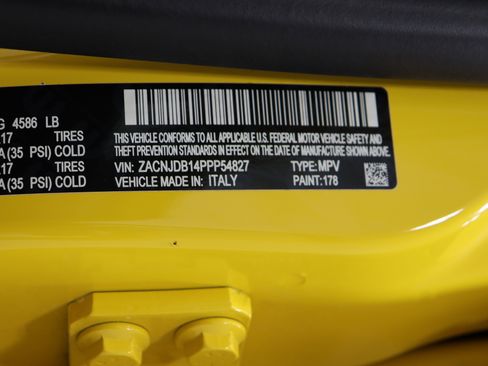 G 4586 LB
.17 TIRES
A (35 PSI) COLD
.17 TIRES
A (35 PSI) COLD
THIS VEHICLE CONFORMS TO ALL APPLICABLE U.S. FEDERAL MOTOR VEHICLE SAFETY AND
THEFT PREVENTION STANDARDS IN EFFECT ON THE DATE OF MANUFACTURE SHOWN ABOVE.
VIN: ZACNJDB14PPP54827 TYPE: MPV
VEHICLE MADE IN: ITALY PAINT: 178